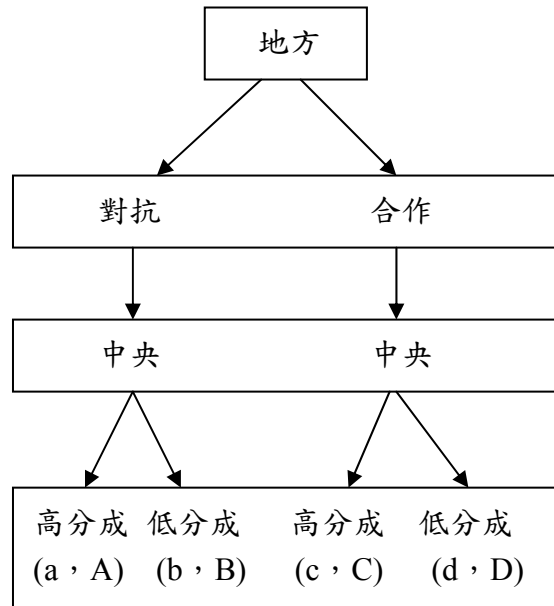 地方
對抗 合作
中央 中央
高分成 低分成 高分成 低分成
(a，A) (b，B) (c，C) (d，D)